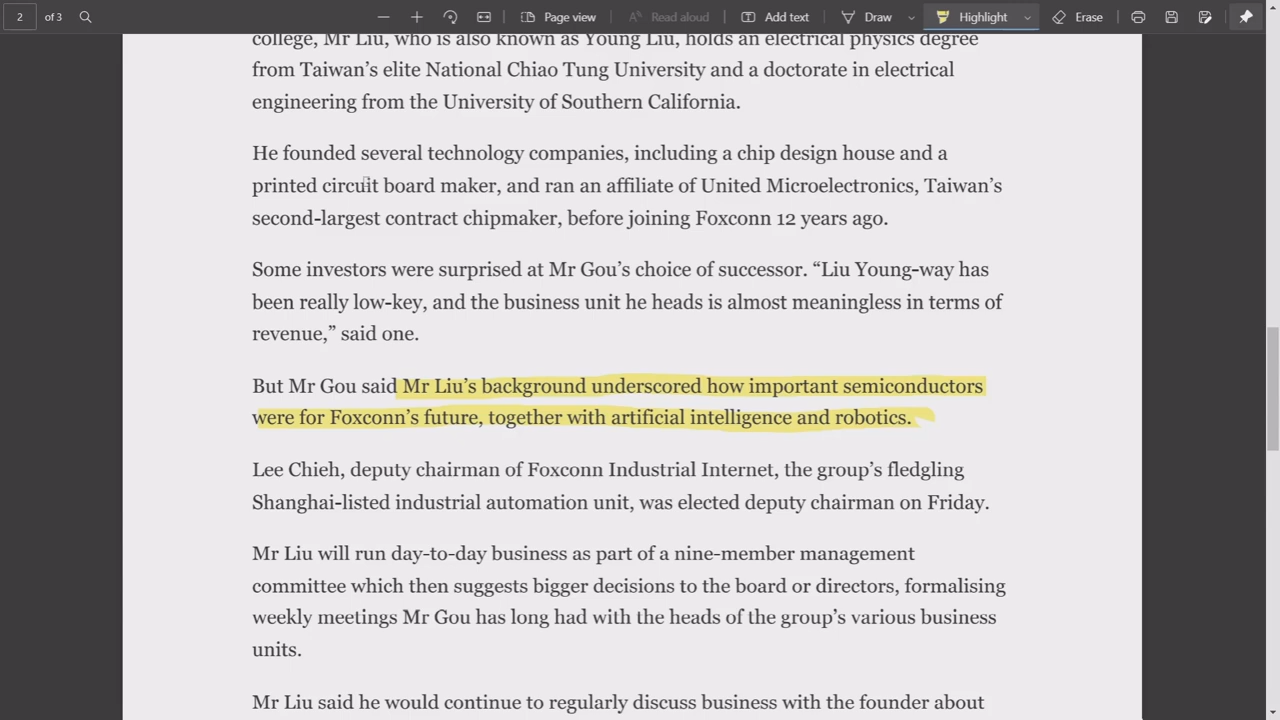 2 of 3 Page view Read aloud Add text Draw Highlight Erase
college, Mr Liu, who is also known as Young Liu, holds an electrical physics degree
from Taiwan’s elite National Chiao Tung University and a doctorate in electrical
engineering from the University of Southern California.
He founded several technology companies, including a chip design house and a
printed circuit board maker, and ran an affiliate of United Microelectronics, Taiwan’s
second-largest contract chipmaker, before joining Foxconn 12 years ago.
Some investors were surprised at Mr Gou’s choice of successor. “Liu Young-way has
been really low-key, and the business unit he heads is almost meaningless in terms of
revenue,” said one.
But Mr Gou said Mr Liu’s background underscored how important semiconductors
were for Foxconn’s future, together with artificial intelligence and robotics.
Lee Chieh, deputy chairman of Foxconn Industrial Internet, the group’s fledgling
Shanghai-listed industrial automation unit, was elected deputy chairman on Friday.
Mr Liu will run day-to-day business as part of a nine-member management
committee which then suggests bigger decisions to the board or directors, formalising
weekly meetings Mr Gou has long had with the heads of the group’s various business
units.
Mr Liu said he would continue to regularly discuss business with the founder about